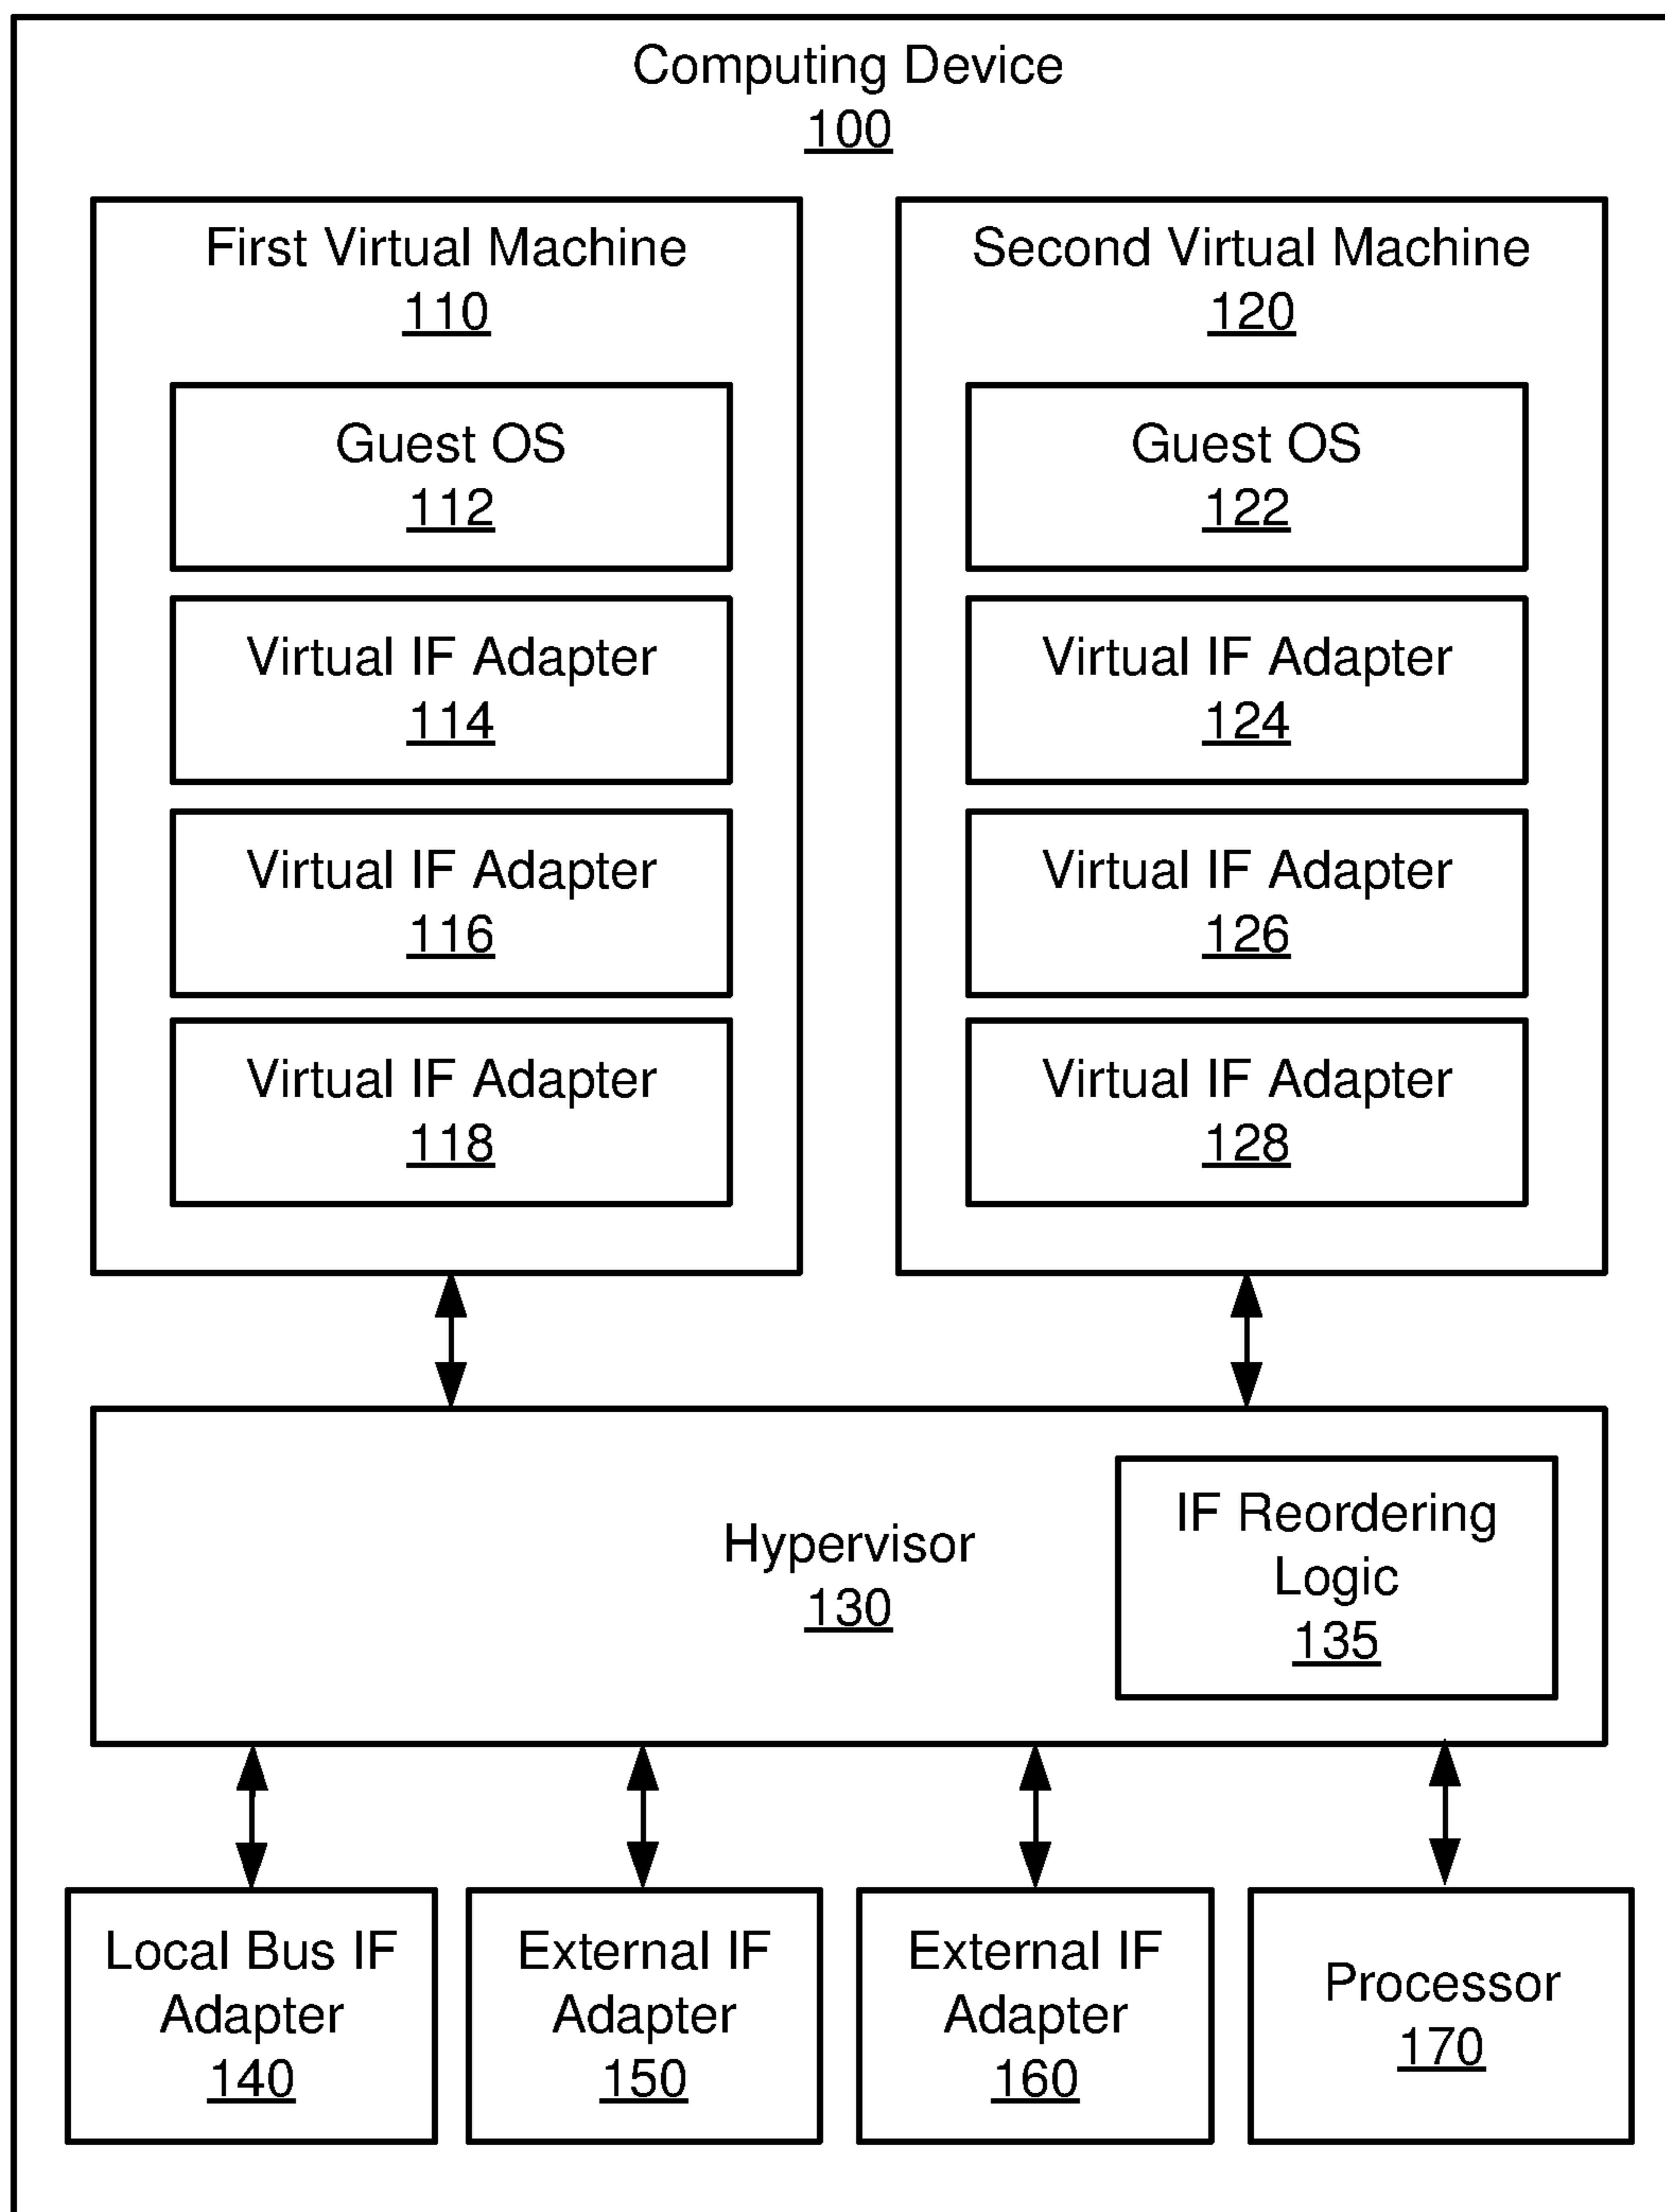 Computing Device
100
First Virtual Machine
110
Guest OS
112
Virtual IF Adapter
114
Virtual IF Adapter
116
Virtual IF Adapter
118
Second Virtual Machine
120
Guest OS
122
Virtual IF Adapter
124
Virtual IF Adapter
126
Virtual IF Adapter
128
Hypervisor
130
IF Reordering
Logic
135
Local Bus IF
Adapter
140
External IF
Adapter
150
External IF
Adapter
160
Processor
170